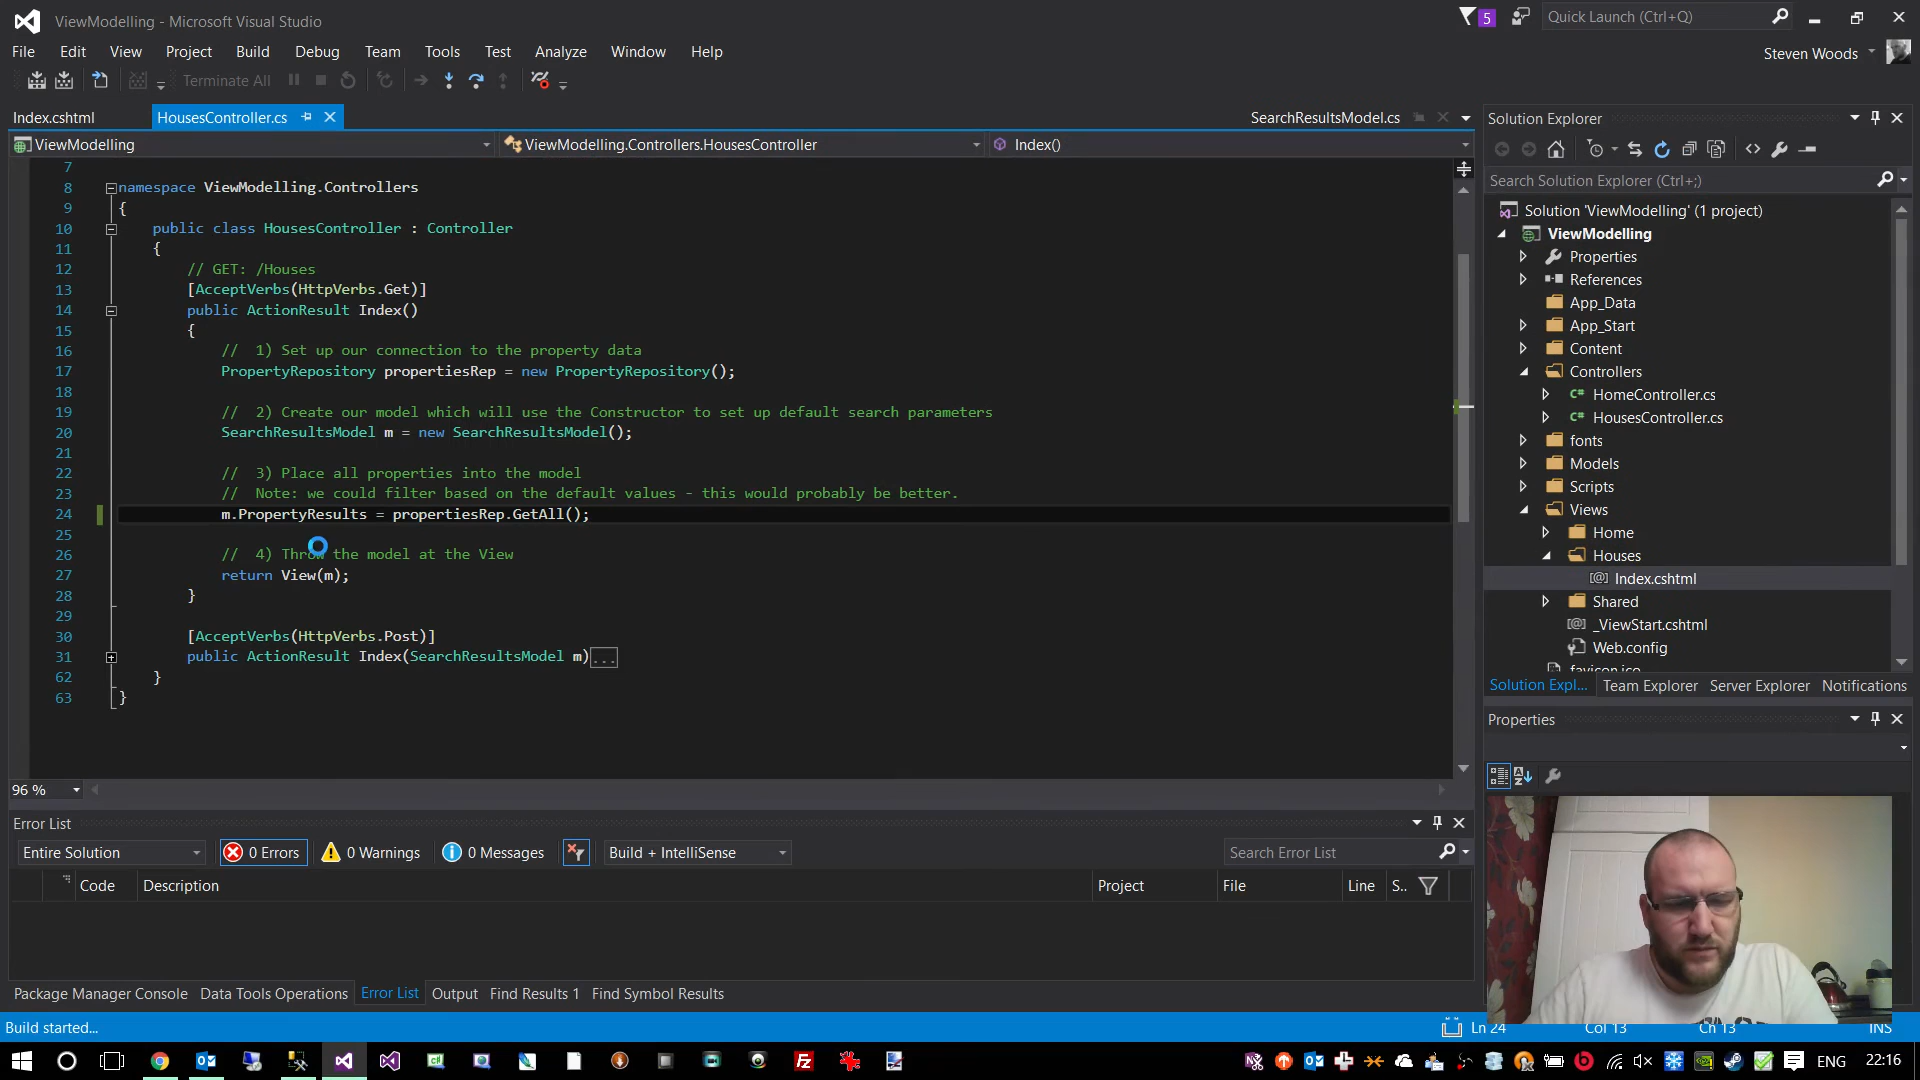 ViewModelling - Microsoft Visual Studio
5
Quick Launch (Ctrl+Q)
File Edit View Project Build Debug Team Tools Test Analyze Window Help
Steven Woods
Terminate All
Index.cshtml HousesController.cs
SearchResultsModel.cs
ViewModelling
ViewModelling.Controllers.HousesController
Index()
7
8 namespace ViewModelling.Controllers
9 {
10 public class HousesController : Controller
11 {
12 // GET: /Houses
13 [AcceptVerbs(HttpVerbs.Get)]
14 public ActionResult Index()
15 {
16 // 1) Set up our connection to the property data
17 PropertyRepository propertiesRep = new PropertyRepository();
18
19 // 2) Create our model which will use the Constructor to set up default search parameters
20 SearchResultsModel m = new SearchResultsModel();
21
22 // 3) Place all properties into the model
23 // Note: we could filter based on the default values - this would probably be better.
24 m.PropertyResults = propertiesRep.GetAll();
25
26 // 4) Throw the model at the View
27 return View(m);
28 }
29
30 [AcceptVerbs(HttpVerbs.Post)]
31 public ActionResult Index(SearchResultsModel m)...
62 }
63 }
96 %
Solution Explorer
Search Solution Explorer (Ctrl+;)
Solution 'ViewModelling' (1 project)
ViewModelling
Properties
References
App_Data
App_Start
Content
Controllers
C# HomeController.cs
C# HousesController.cs
fonts
Models
Scripts
Views
Home
Houses
[@] Index.cshtml
Shared
[@] _ViewStart.cshtml
Web.config
favicon.ico
Solution Expl... Team Explorer Server Explorer Notifications
Properties
Error List
Entire Solution 0 Errors 0 Warnings 0 Messages Build + IntelliSense
Search Error List
Code Description Project File Line S..
Package Manager Console Data Tools Operations Error List Output Find Results 1 Find Symbol Results
Build started...
Ln 24 Col 13 Ch 13 INS
ENG 22:16